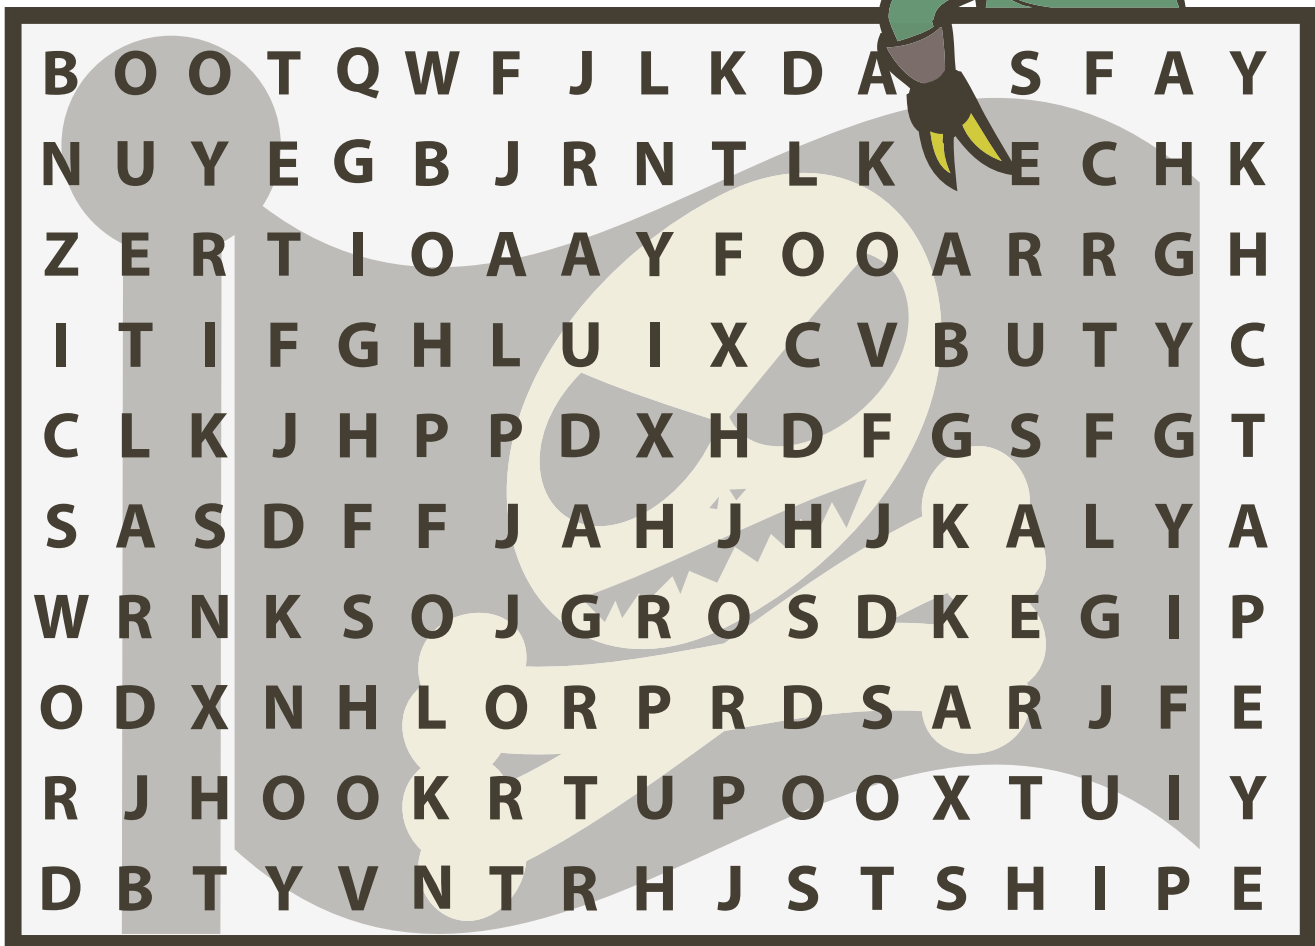 B O O T Q W F J L K D A S F A Y
N U Y E G B J R N T L K E C H K
Z E R T I O A A Y F O O A R R G H
I T I F G H L U I X C V B U T Y C
C L K J H P P D X H D F G S F G T
S A S D F F J A H J H J K A L Y A
W R N K S O J G R O S D K E G I P
O D X N H L O R P R D S A R J F E
R J H O O K R T U P O O X T U I Y
D B T Y V N T R H J S T S H I P E